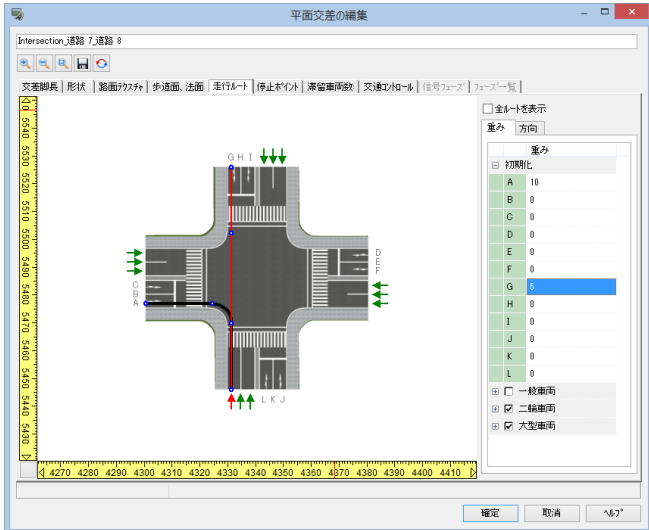 平面交差の編集
Intersection_道路 7_道路 8
交差脚長 形状 路面テクスチャ 歩道面、法面 走行ルート 停止ポイント 滞留車両数 交通コントロール 信号フェーズ フェーズ一覧
全ルートを表示
重み 方向
重み
初期化
A 10
B 0
C 0
D 0
E 0
F 0
G 5
H 0
I 0
J 0
K 0
L 0
一般車両
二輪車両
大型車両
G H I
D
E
F
C
B
A
L K J
0 5540 5530 5520 5510 5500 5490 5480 5470 5460 5450 5440 5430
4270 4280 4290 4300 4310 4320 4330 4340 4350 4360 4370 4380 4390 4400 4410
確定 取消 ヘルプ